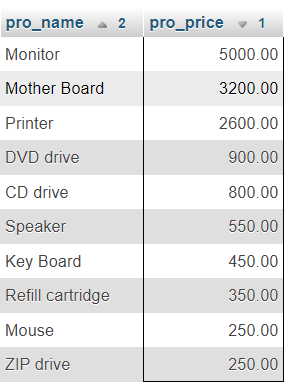 pro_name 2 pro_price 1
Monitor 5000.00
Mother Board 3200.00
Printer 2600.00
DVD drive 900.00
CD drive 800.00
Speaker 550.00
Key Board 450.00
Refill cartridge 350.00
Mouse 250.00
ZIP drive 250.00